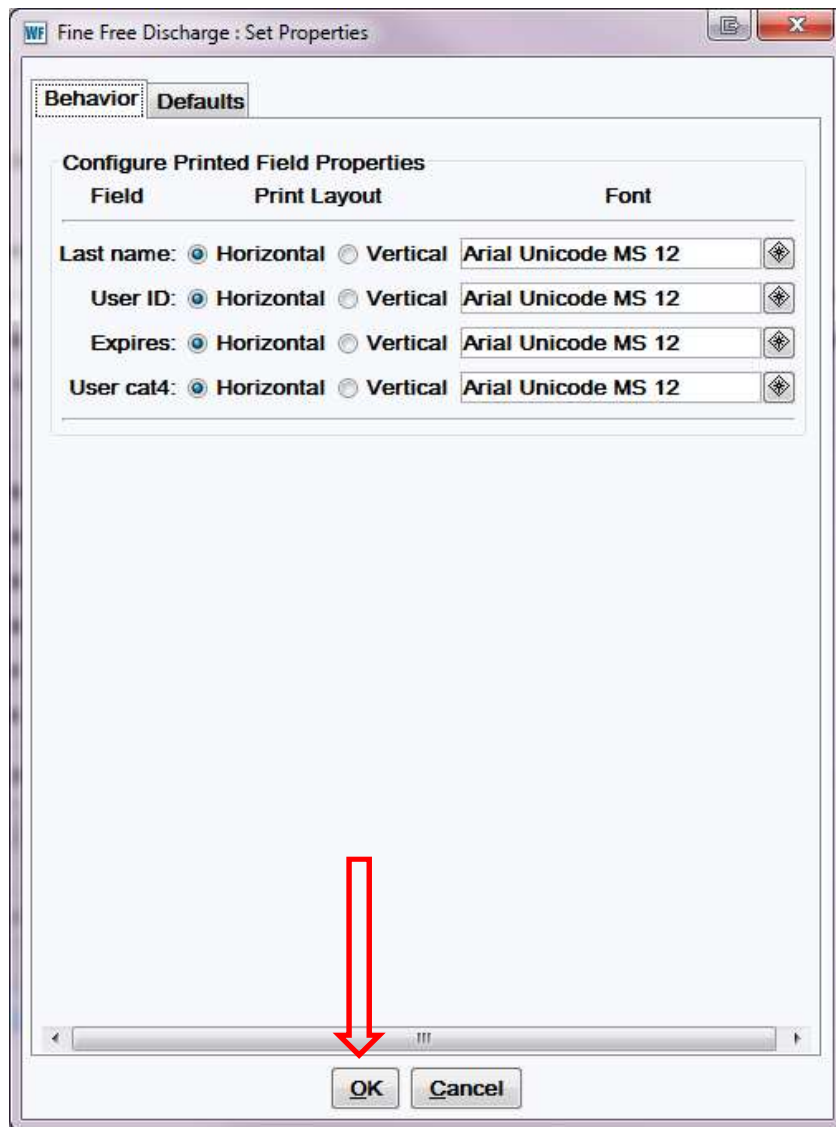 WF Fine Free Discharge : Set Properties
Behavior Defaults
Configure Printed Field Properties
Field Print Layout Font
Last name: Horizontal Vertical Arial Unicode MS 12
User ID: Horizontal Vertical Arial Unicode MS 12
Expires: Horizontal Vertical Arial Unicode MS 12
User cat4: Horizontal Vertical Arial Unicode MS 12
OK Cancel